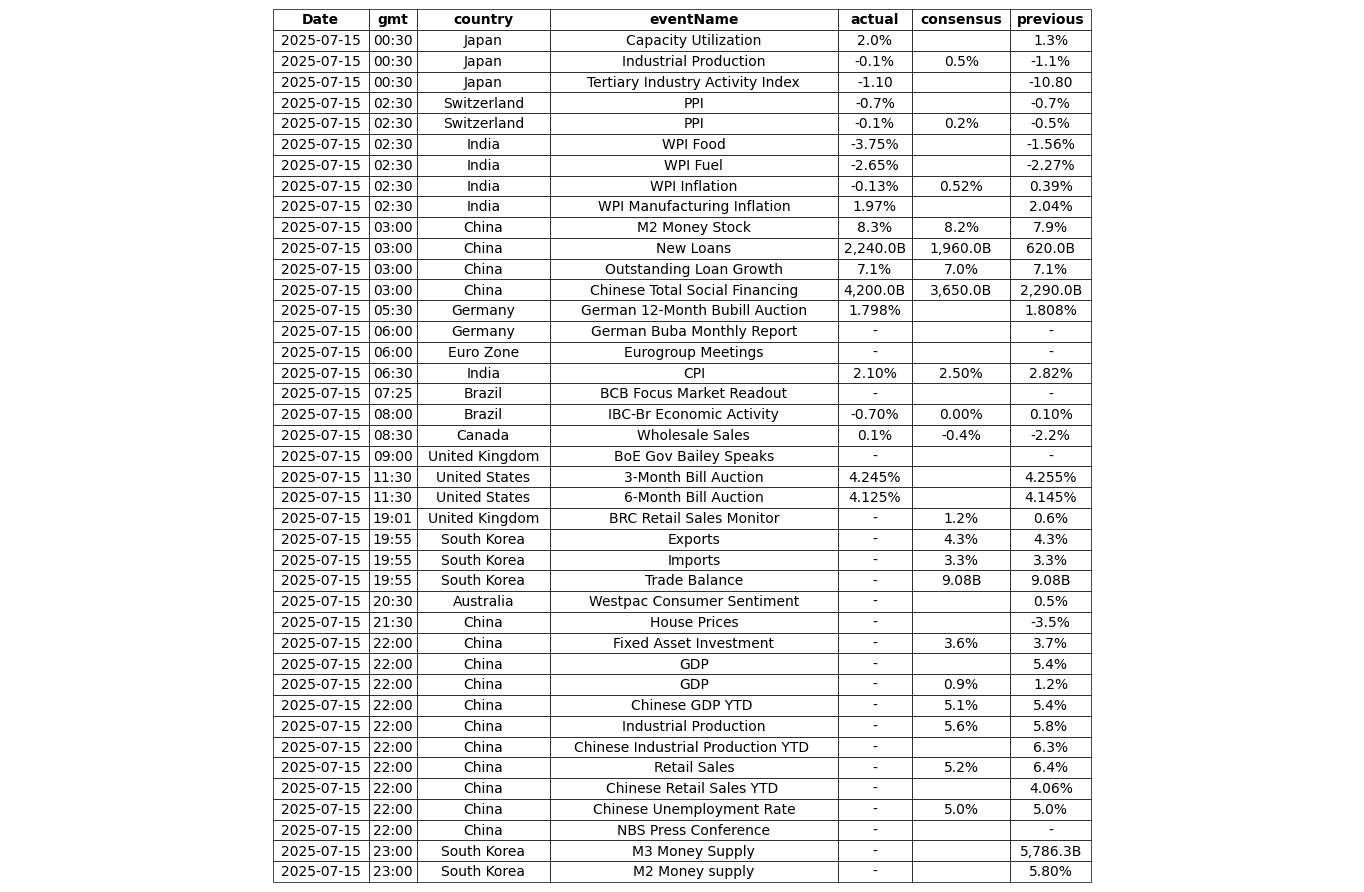 Date gmt country eventName actual consensus previous
2025-07-15 00:30 Japan Capacity Utilization 2.0% 1.3%
2025-07-15 00:30 Japan Industrial Production -0.1% 0.5% -1.1%
2025-07-15 00:30 Japan Tertiary Industry Activity Index -1.10 -10.80
2025-07-15 02:30 Switzerland PPI -0.7% -0.7%
2025-07-15 02:30 Switzerland PPI -0.1% 0.2% -0.5%
2025-07-15 02:30 India WPI Food -3.75% -1.56%
2025-07-15 02:30 India WPI Fuel -2.65% -2.27%
2025-07-15 02:30 India WPI Inflation -0.13% 0.52% 0.39%
2025-07-15 02:30 India WPI Manufacturing Inflation 1.97% 2.04%
2025-07-15 03:00 China M2 Money Stock 8.3% 8.2% 7.9%
2025-07-15 03:00 China New Loans 2,240.0B 1,960.0B 620.0B
2025-07-15 03:00 China Outstanding Loan Growth 7.1% 7.0% 7.1%
2025-07-15 03:00 China Chinese Total Social Financing 4,200.0B 3,650.0B 2,290.0B
2025-07-15 05:30 Germany German 12-Month Bubill Auction 1.798% 1.808%
2025-07-15 06:00 Germany German Buba Monthly Report - -
2025-07-15 06:00 Euro Zone Eurogroup Meetings - -
2025-07-15 06:30 India CPI 2.10% 2.50% 2.82%
2025-07-15 07:25 Brazil BCB Focus Market Readout - -
2025-07-15 08:00 Brazil IBC-Br Economic Activity -0.70% 0.00% 0.10%
2025-07-15 08:30 Canada Wholesale Sales 0.1% -0.4% -2.2%
2025-07-15 09:00 United Kingdom BoE Gov Bailey Speaks - -
2025-07-15 11:30 United States 3-Month Bill Auction 4.245% 4.255%
2025-07-15 11:30 United States 6-Month Bill Auction 4.125% 4.145%
2025-07-15 19:01 United Kingdom BRC Retail Sales Monitor - 1.2% 0.6%
2025-07-15 19:55 South Korea Exports - 4.3% 4.3%
2025-07-15 19:55 South Korea Imports - 3.3% 3.3%
2025-07-15 19:55 South Korea Trade Balance - 9.08B 9.08B
2025-07-15 20:30 Australia Westpac Consumer Sentiment - 0.5%
2025-07-15 21:30 China House Prices - -3.5%
2025-07-15 22:00 China Fixed Asset Investment - 3.6% 3.7%
2025-07-15 22:00 China GDP - 5.4%
2025-07-15 22:00 China GDP - 0.9% 1.2%
2025-07-15 22:00 China Chinese GDP YTD - 5.1% 5.4%
2025-07-15 22:00 China Industrial Production - 5.6% 5.8%
2025-07-15 22:00 China Chinese Industrial Production YTD - 6.3%
2025-07-15 22:00 China Retail Sales - 5.2% 6.4%
2025-07-15 22:00 China Chinese Retail Sales YTD - 4.06%
2025-07-15 22:00 China Chinese Unemployment Rate - 5.0% 5.0%
2025-07-15 22:00 China NBS Press Conference - -
2025-07-15 23:00 South Korea M3 Money Supply - 5,786.3B
2025-07-15 23:00 South Korea M2 Money supply - 5.80%